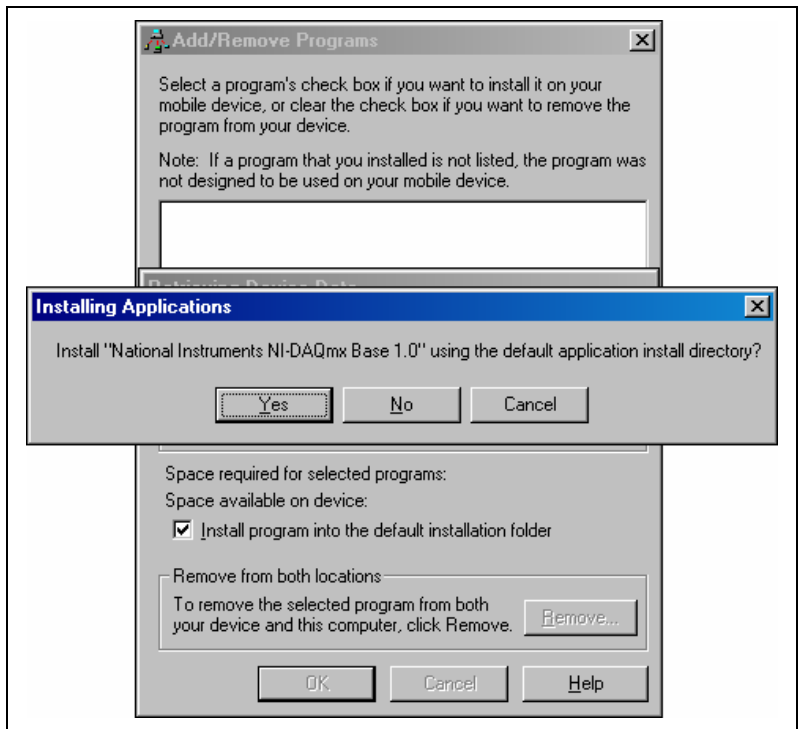 Add/Remove Programs
Select a program's check box if you want to install it on your
mobile device, or clear the check box if you want to remove the
program from your device.
Note: If a program that you installed is not listed, the program was
not designed to be used on your mobile device.
Retrieving Device Data
Installing Applications
Install "National Instruments NI-DAQmx Base 1.0" using the default application install directory?
Yes
No
Cancel
Space required for selected programs:
Space available on device:
Install program into the default installation folder
Remove from both locations
To remove the selected program from both
your device and this computer, click Remove.
Remove...
OK
Cancel
Help